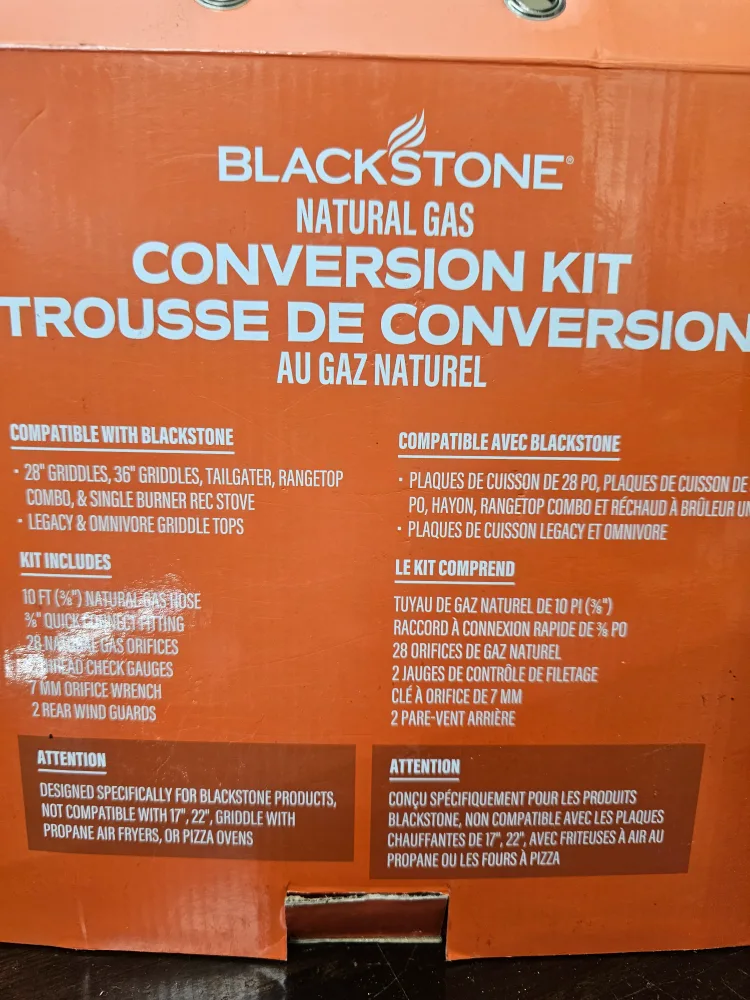 BLACKSTONE®
NATURAL GAS
CONVERSION KIT
TROUSSE DE CONVERSION
AU GAZ NATUREL
COMPATIBLE WITH BLACKSTONE
• 28" GRIDDLES, 36" GRIDDLES, TAILGATER, RANGETOP
COMBO, & SINGLE BURNER REC STOVE
• LEGACY & OMNIVORE GRIDDLE TOPS
KIT INCLUDES
10 FT (⅜") NATURAL GAS HOSE
⅜" QUICK CONNECT FITTING
28 NATURAL GAS ORIFICES
THREAD CHECK GAUGES
7 MM ORIFICE WRENCH
2 REAR WIND GUARDS
ATTENTION
DESIGNED SPECIFICALLY FOR BLACKSTONE PRODUCTS,
NOT COMPATIBLE WITH 17", 22", GRIDDLE WITH
PROPANE AIR FRYERS, OR PIZZA OVENS
COMPATIBLE AVEC BLACKSTONE
• PLAQUES DE CUISSON DE 28 PO, PLAQUES DE CUISSON DE
PO, HAYON, RANGETOP COMBO ET RÉCHAUD À BRÛLEUR UN
• PLAQUES DE CUISSON LEGACY ET OMNIVORE
LE KIT COMPREND
TUYAU DE GAZ NATUREL DE 10 PI (⅜")
RACCORD À CONNEXION RAPIDE DE ⅜ PO
28 ORIFICES DE GAZ NATUREL
2 JAUGES DE CONTRÔLE DE FILETAGE
CLÉ À ORIFICE DE 7 MM
2 PARE-VENT ARRIÈRE
ATTENTION
CONÇU SPÉCIFIQUEMENT POUR LES PRODUITS
BLACKSTONE, NON COMPATIBLE AVEC LES PLAQUES
CHAUFFANTES DE 17", 22", AVEC FRITEUSES À AIR AU
PROPANE OU LES FOURS À PIZZA